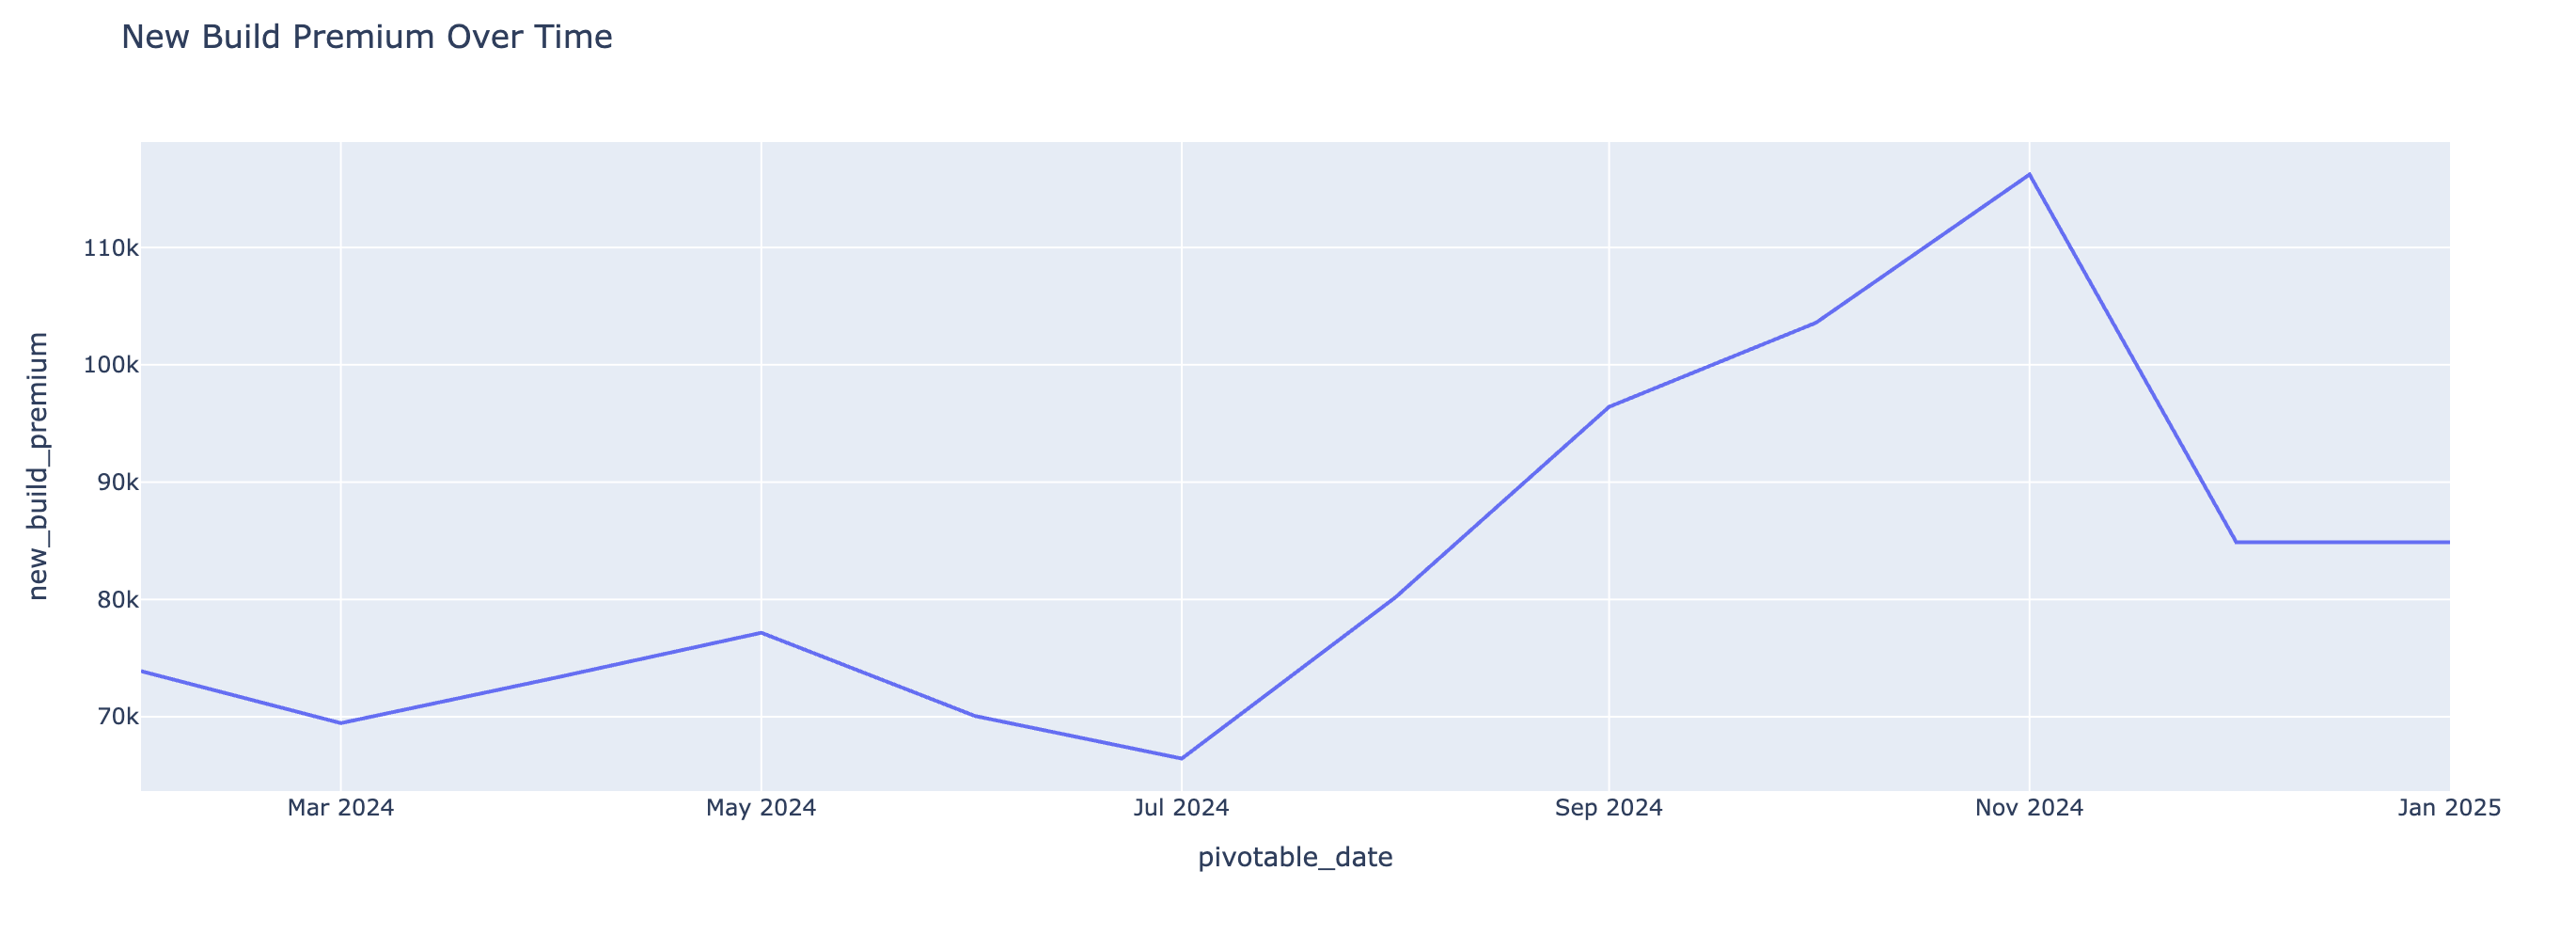 New Build Premium Over Time
110k
100k
90k
80k
70k
new_build_premium
Mar 2024
May 2024
Jul 2024
Sep 2024
Nov 2024
Jan 2025
pivotable_date